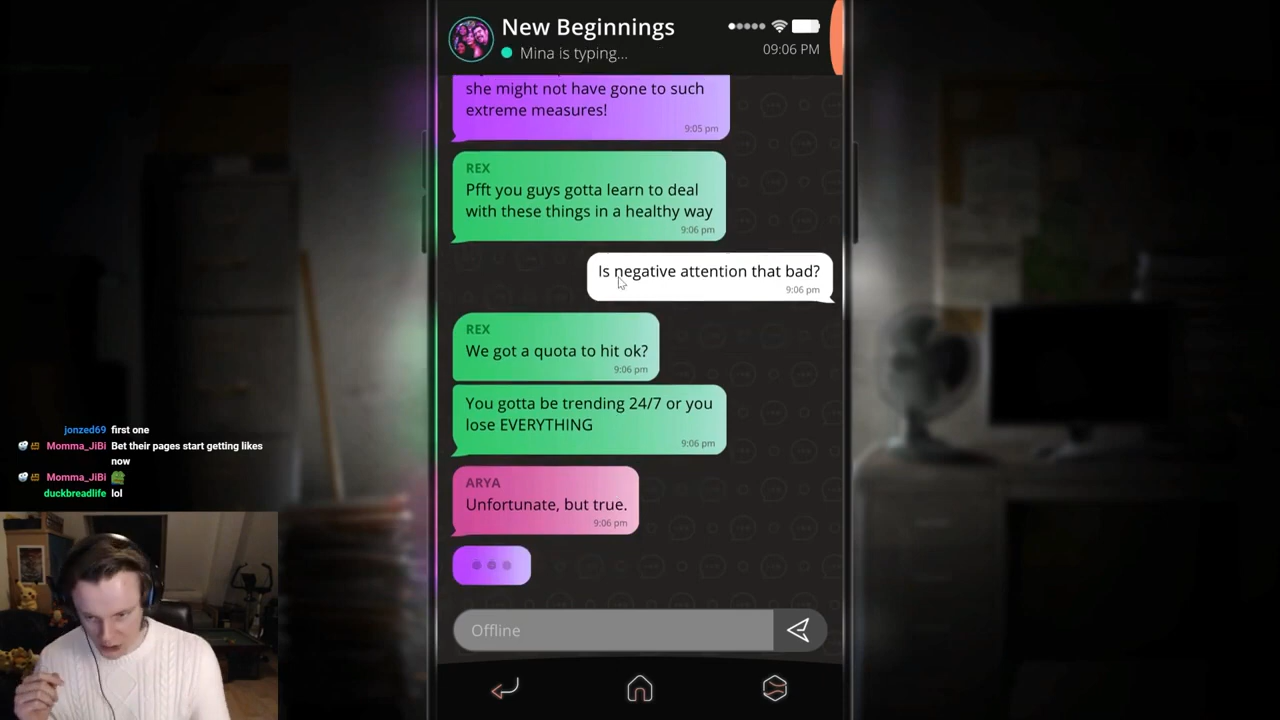 New Beginnings
Mina is typing...
09:06 PM
she might not have gone to such
extreme measures!
9:05 pm
REX
Pfft you guys gotta learn to deal
with these things in a healthy way
9:06 pm
Is negative attention that bad?
9:06 pm
REX
We got a quota to hit ok?
9:06 pm
You gotta be trending 24/7 or you
lose EVERYTHING
9:06 pm
ARYA
Unfortunate, but true.
9:06 pm
Offline
jonzed69 first one
Momma_JiBi Bet their pages start getting likes
now
Momma_JiBi
duckbreadlife lol